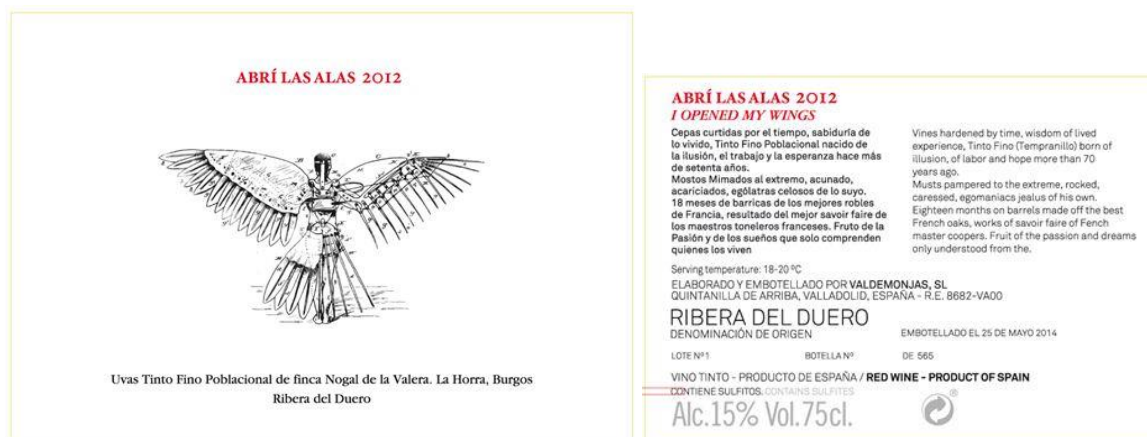 ABRÍ LAS ALAS 2012
Uvas Tinto Fino Poblacional de finca Nogal de la Valera. La Horra, Burgos
Ribera del Duero
ABRÍ LAS ALAS 2012
I OPENED MY WINGS
Cepas curtidas por el tiempo, sabiduría de
lo vivido, Tinto Fino Poblacional nacido de
la ilusión, el trabajo y la esperanza hace más
de setenta años.
Mostos Mimados al extremo, acunado,
acariciados, ególatras celosos de lo suyo.
18 meses de barricas de los mejores robles
de Francia, resultado del mejor savoir faire de
los maestros toneleros franceses. Fruto de la
Pasión y de los sueños que solo comprenden
quienes los viven
Vines hardened by time, wisdom of lived
experience, Tinto Fino (Tempranillo) born of
illusion, of labor and hope more than 70
years ago.
Musts pampered to the extreme, rocked,
caressed, egomaniacs jealus of his own.
Eighteen months on barrels made off the best
French oaks, works of savoir faire of Fench
master coopers. Fruit of the passion and dreams
only understood from the.
Serving temperature: 18-20 ºC
ELABORADO Y EMBOTELLADO POR VALDEMONJAS, SL
QUINTANILLA DE ARRIBA, VALLADOLID, ESPAÑA - R.E. 8682-VA00
RIBERA DEL DUERO
DENOMINACIÓN DE ORIGEN
EMBOTELLADO EL 25 DE MAYO 2014
LOTE Nº1 BOTELLA Nº DE 565
VINO TINTO - PRODUCTO DE ESPAÑA / RED WINE - PRODUCT OF SPAIN
CONTIENE SULFITOS. CONTAINS SULFITES
Alc.15% Vol.75cl.